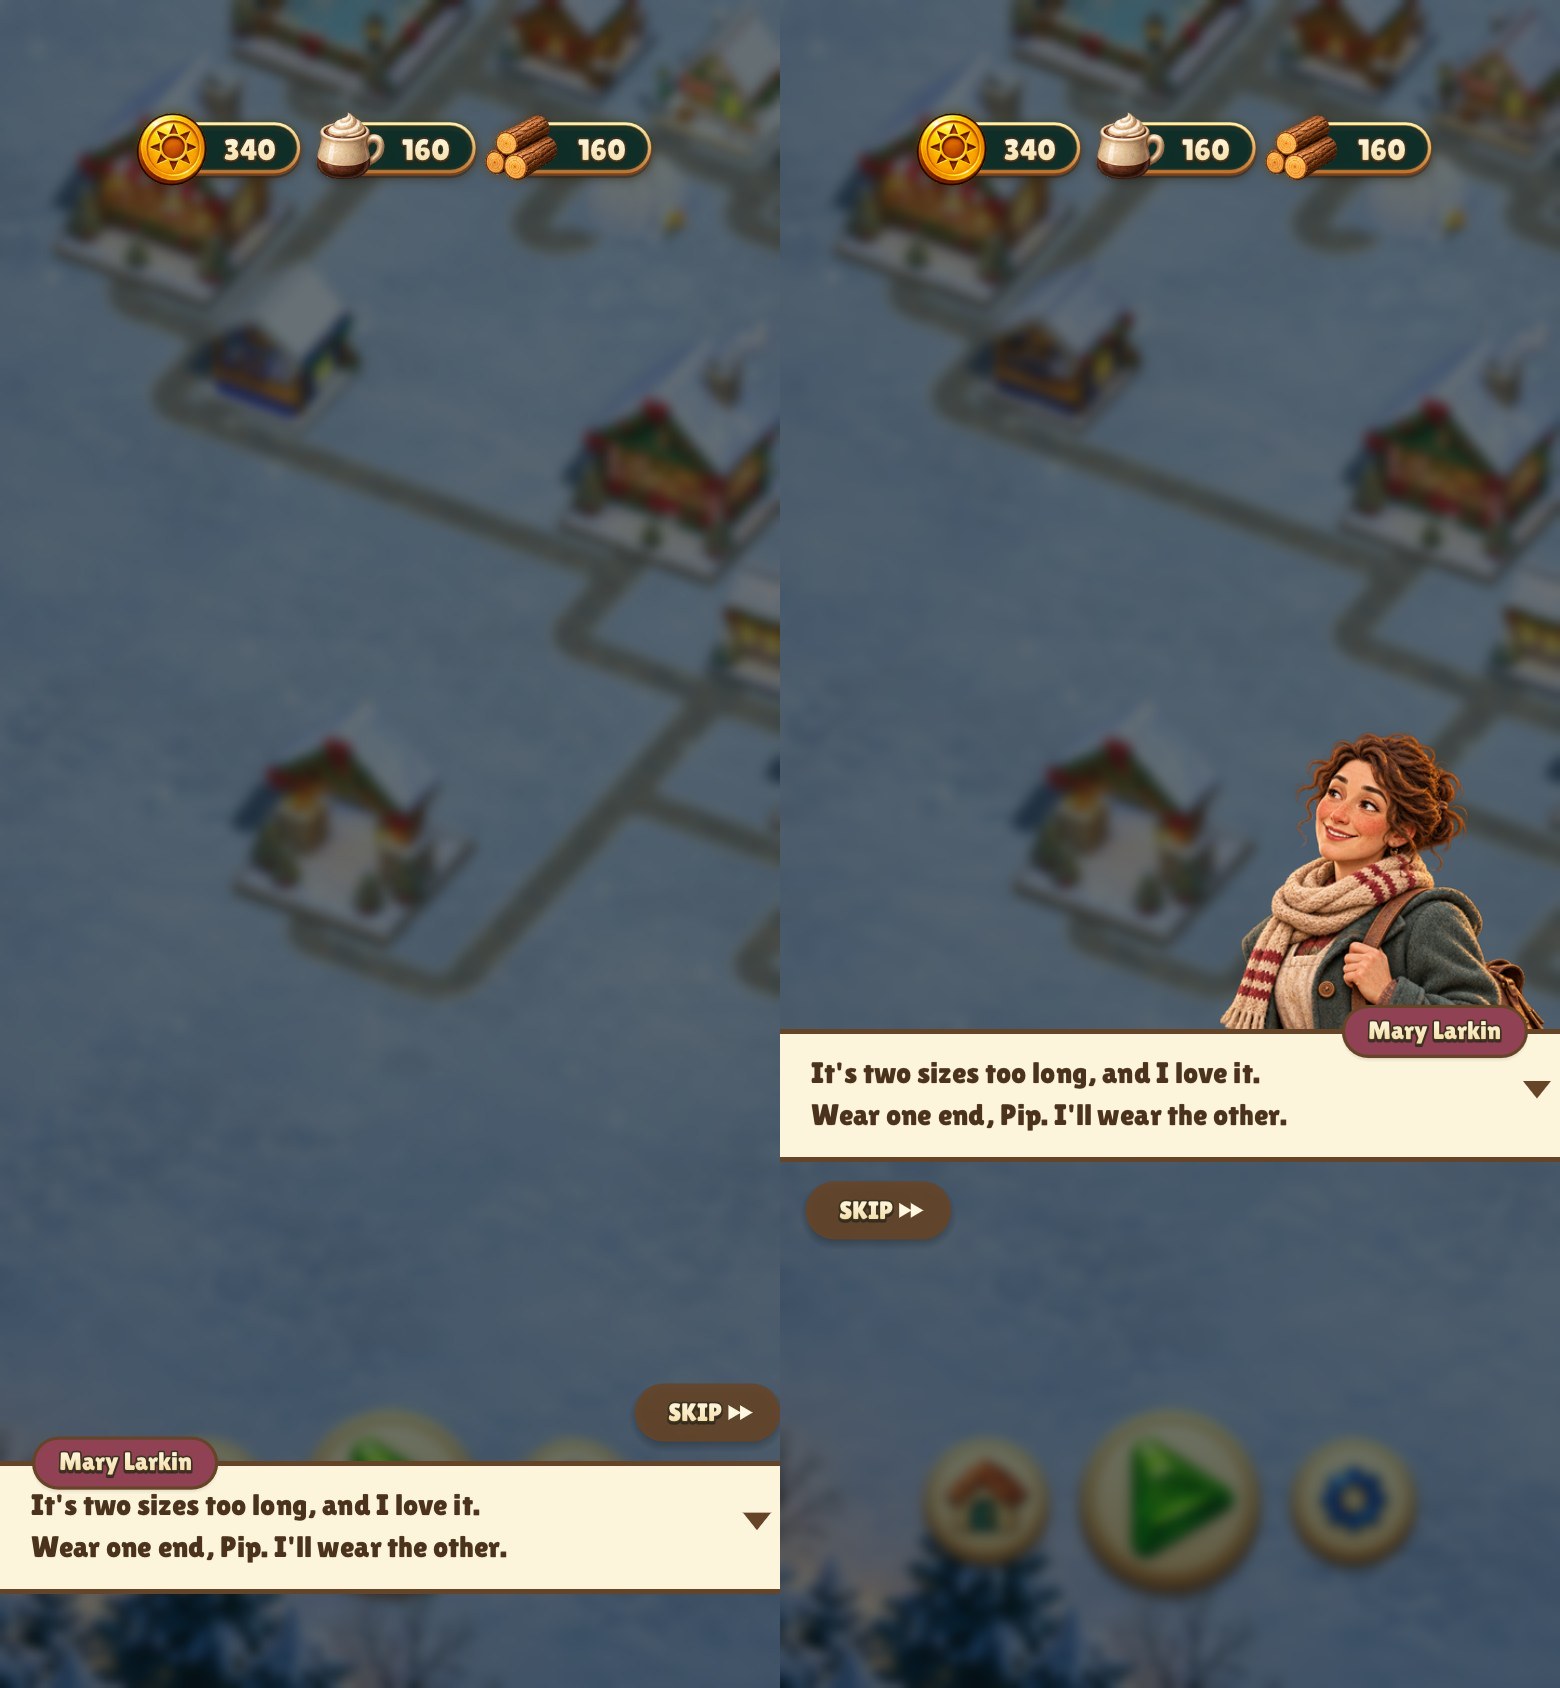 340 160 160
SKIP
Mary Larkin
It's two sizes too long, and I love it.
Wear one end, Pip. I'll wear the other.
340 160 160
Mary Larkin
It's two sizes too long, and I love it.
Wear one end, Pip. I'll wear the other.
SKIP